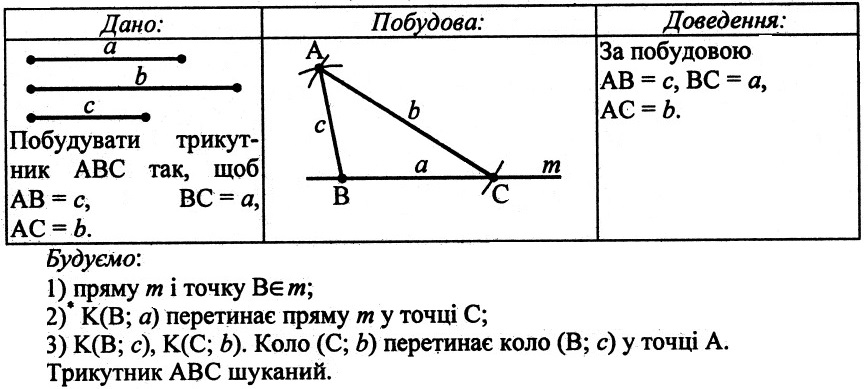 Дано:
Побудова:
Доведення:
a
b
c
Побудувати трикут-
ник ABC так, щоб
AB = c, BC = a,
AC = b.
A
c
b
a
m
B
C
За побудовою
AB = c, BC = a,
AC = b.
Будуємо:
1) пряму m і точку B∈m;
2)* K(B; a) перетинає пряму m у точці C;
3) K(B; c), K(C; b). Коло (C; b) перетинає коло (B; c) у точці A.
Трикутник ABC шуканий.